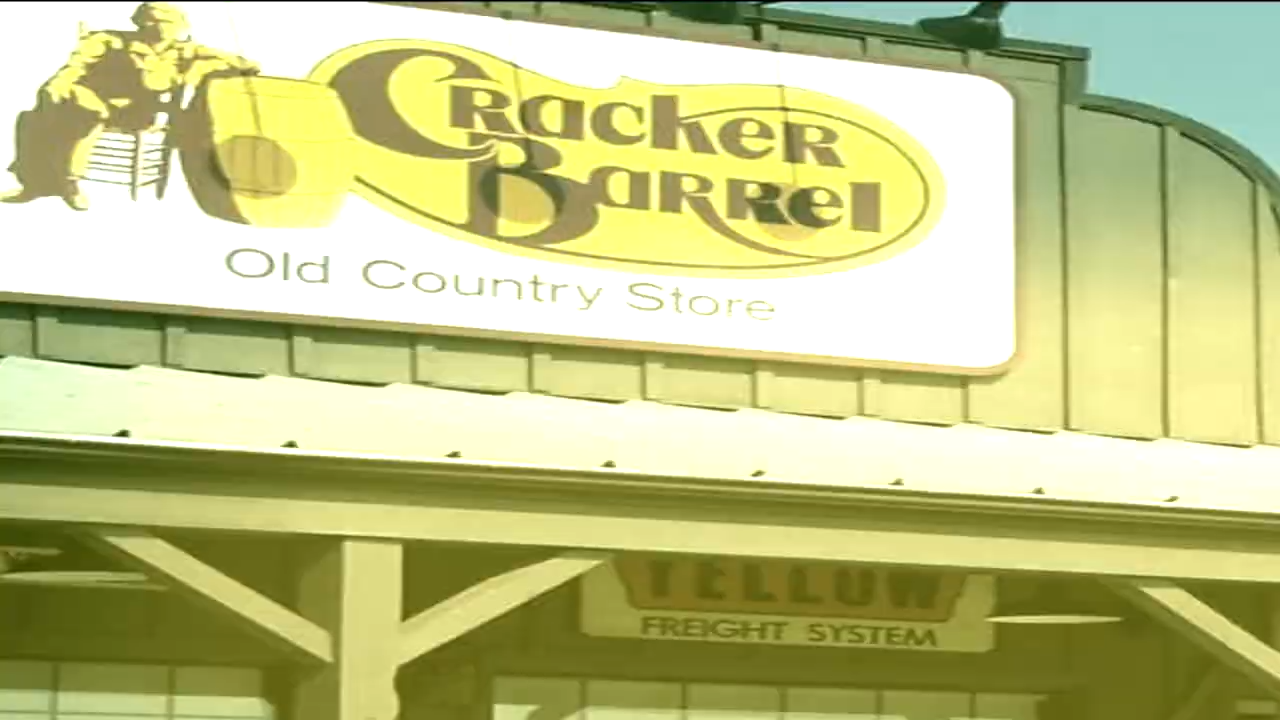 Cracker
Barrel
Old Country Store
YELLOW
FREIGHT SYSTEM